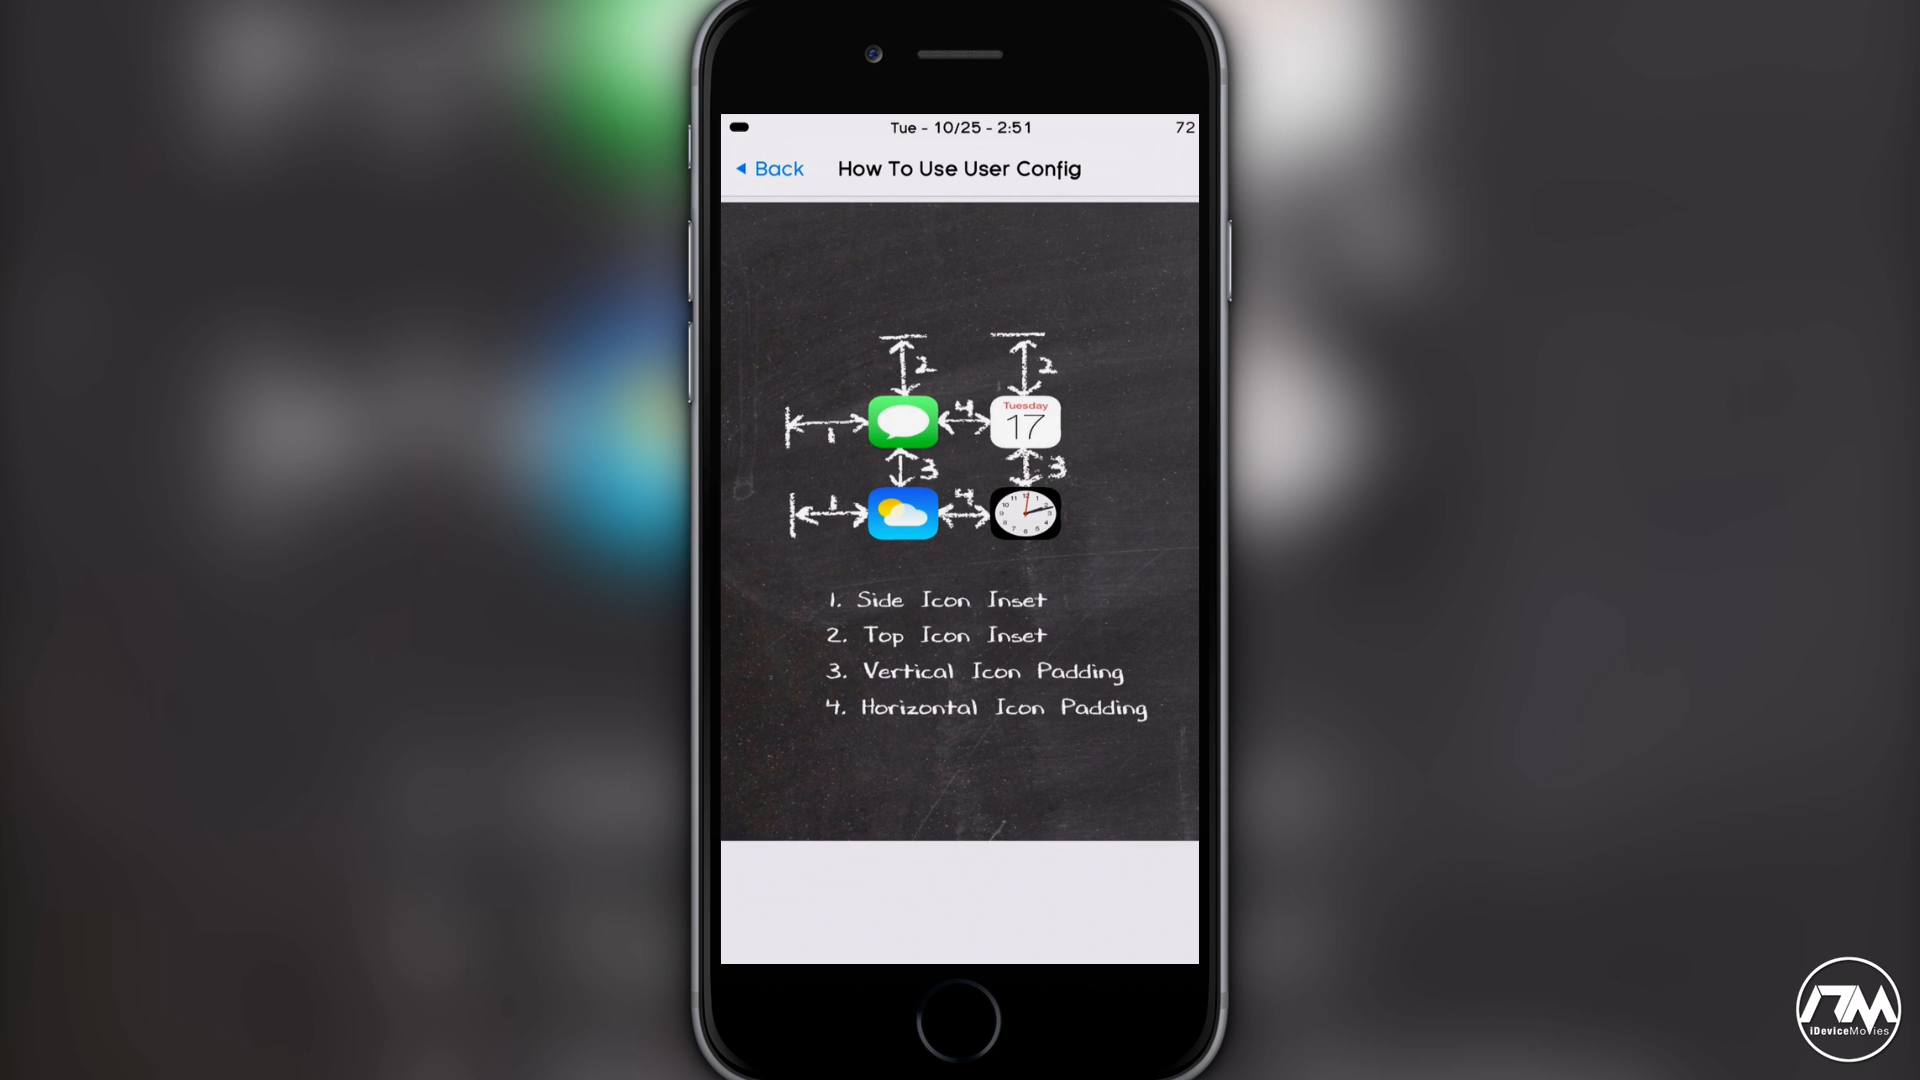 Tue - 10/25 - 2:51
72
Back
How To Use User Config
2
2
Tuesday
4
17
1
3
3
1
4
1. Side Icon Inset
2. Top Icon Inset
3. Vertical Icon Padding
4. Horizontal Icon Padding
iDeviceMovies